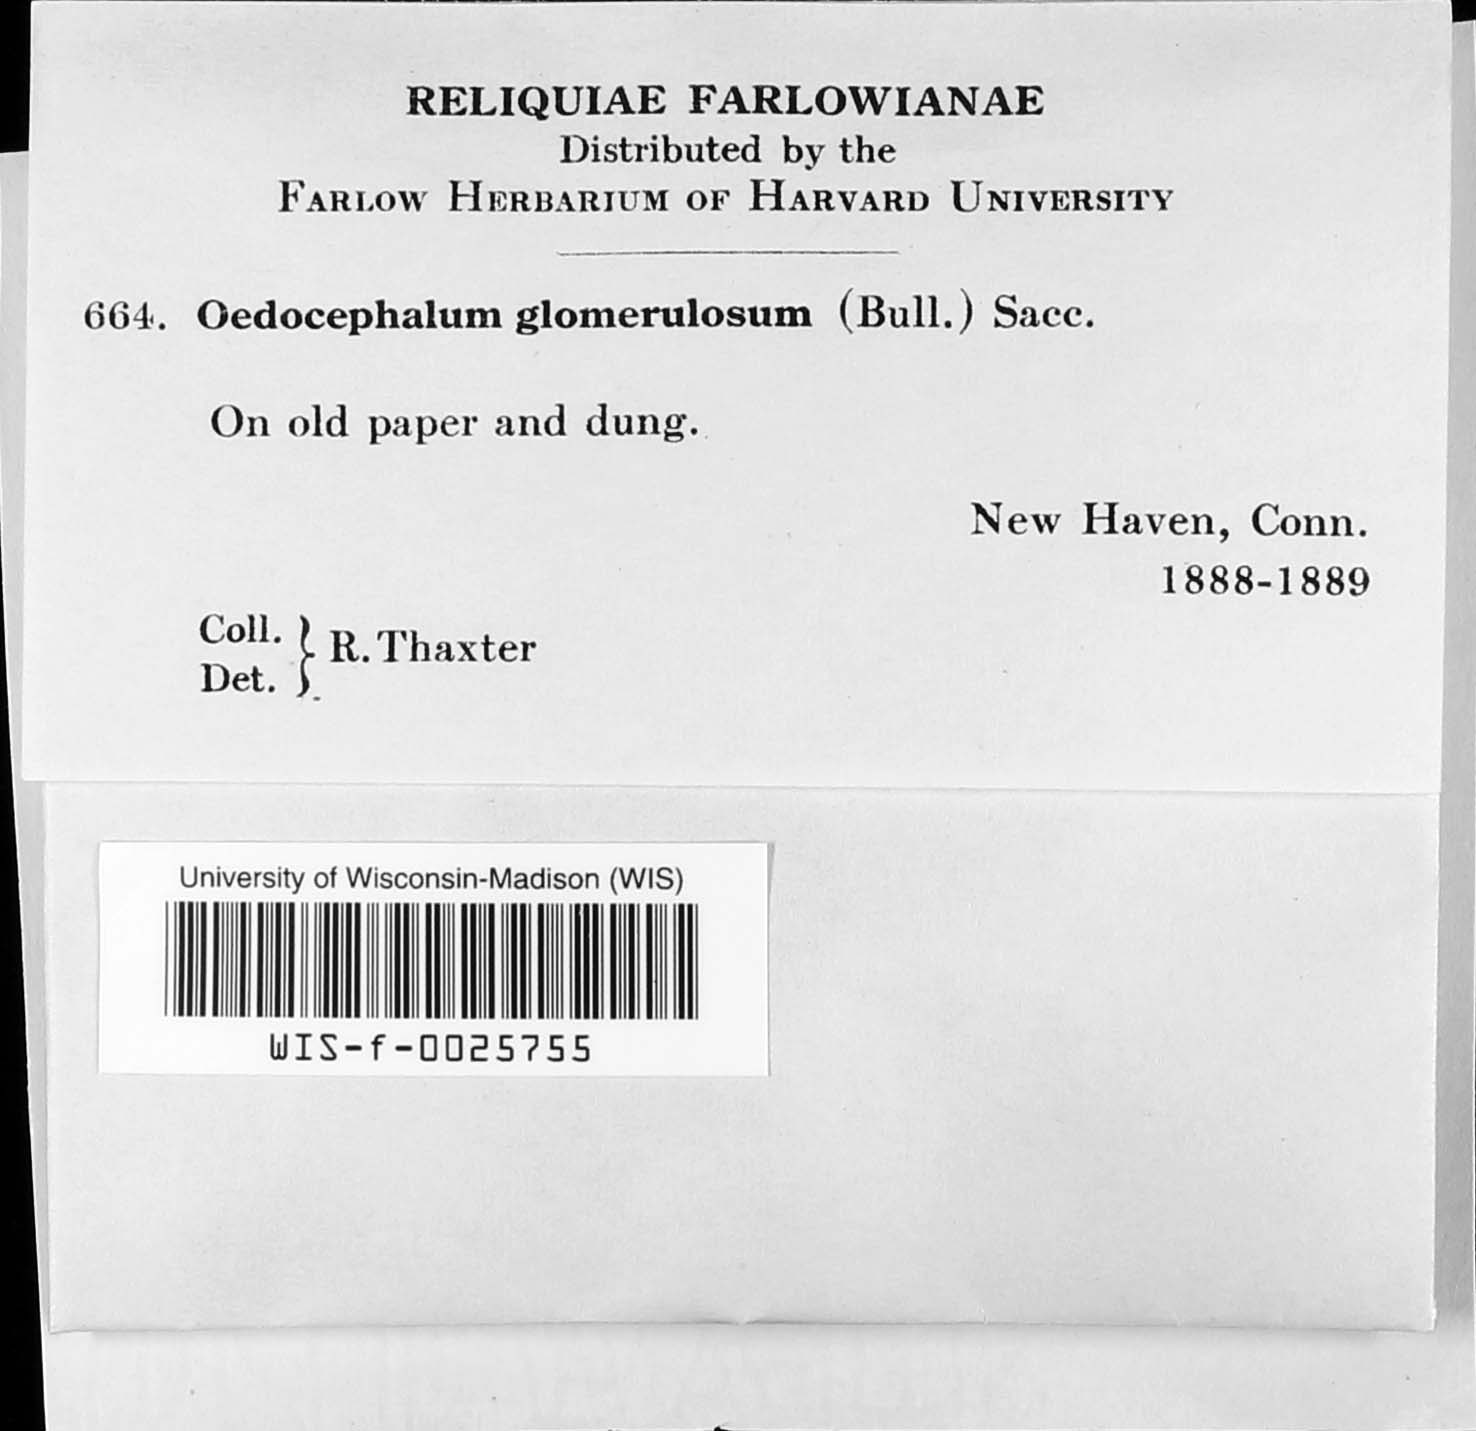 RELIQUIAE FARLOWIANAE
Distributed by the
FARLOW HERBARIUM OF HARVARD UNIVERSITY
664. Oedocephalum glomerulosum (Bull.) Sacc.
On old paper and dung.
New Haven, Conn.
1888-1889
Coll.
Det. } R. Thaxter
University of Wisconsin-Madison (WIS)
WIS-f-0025755